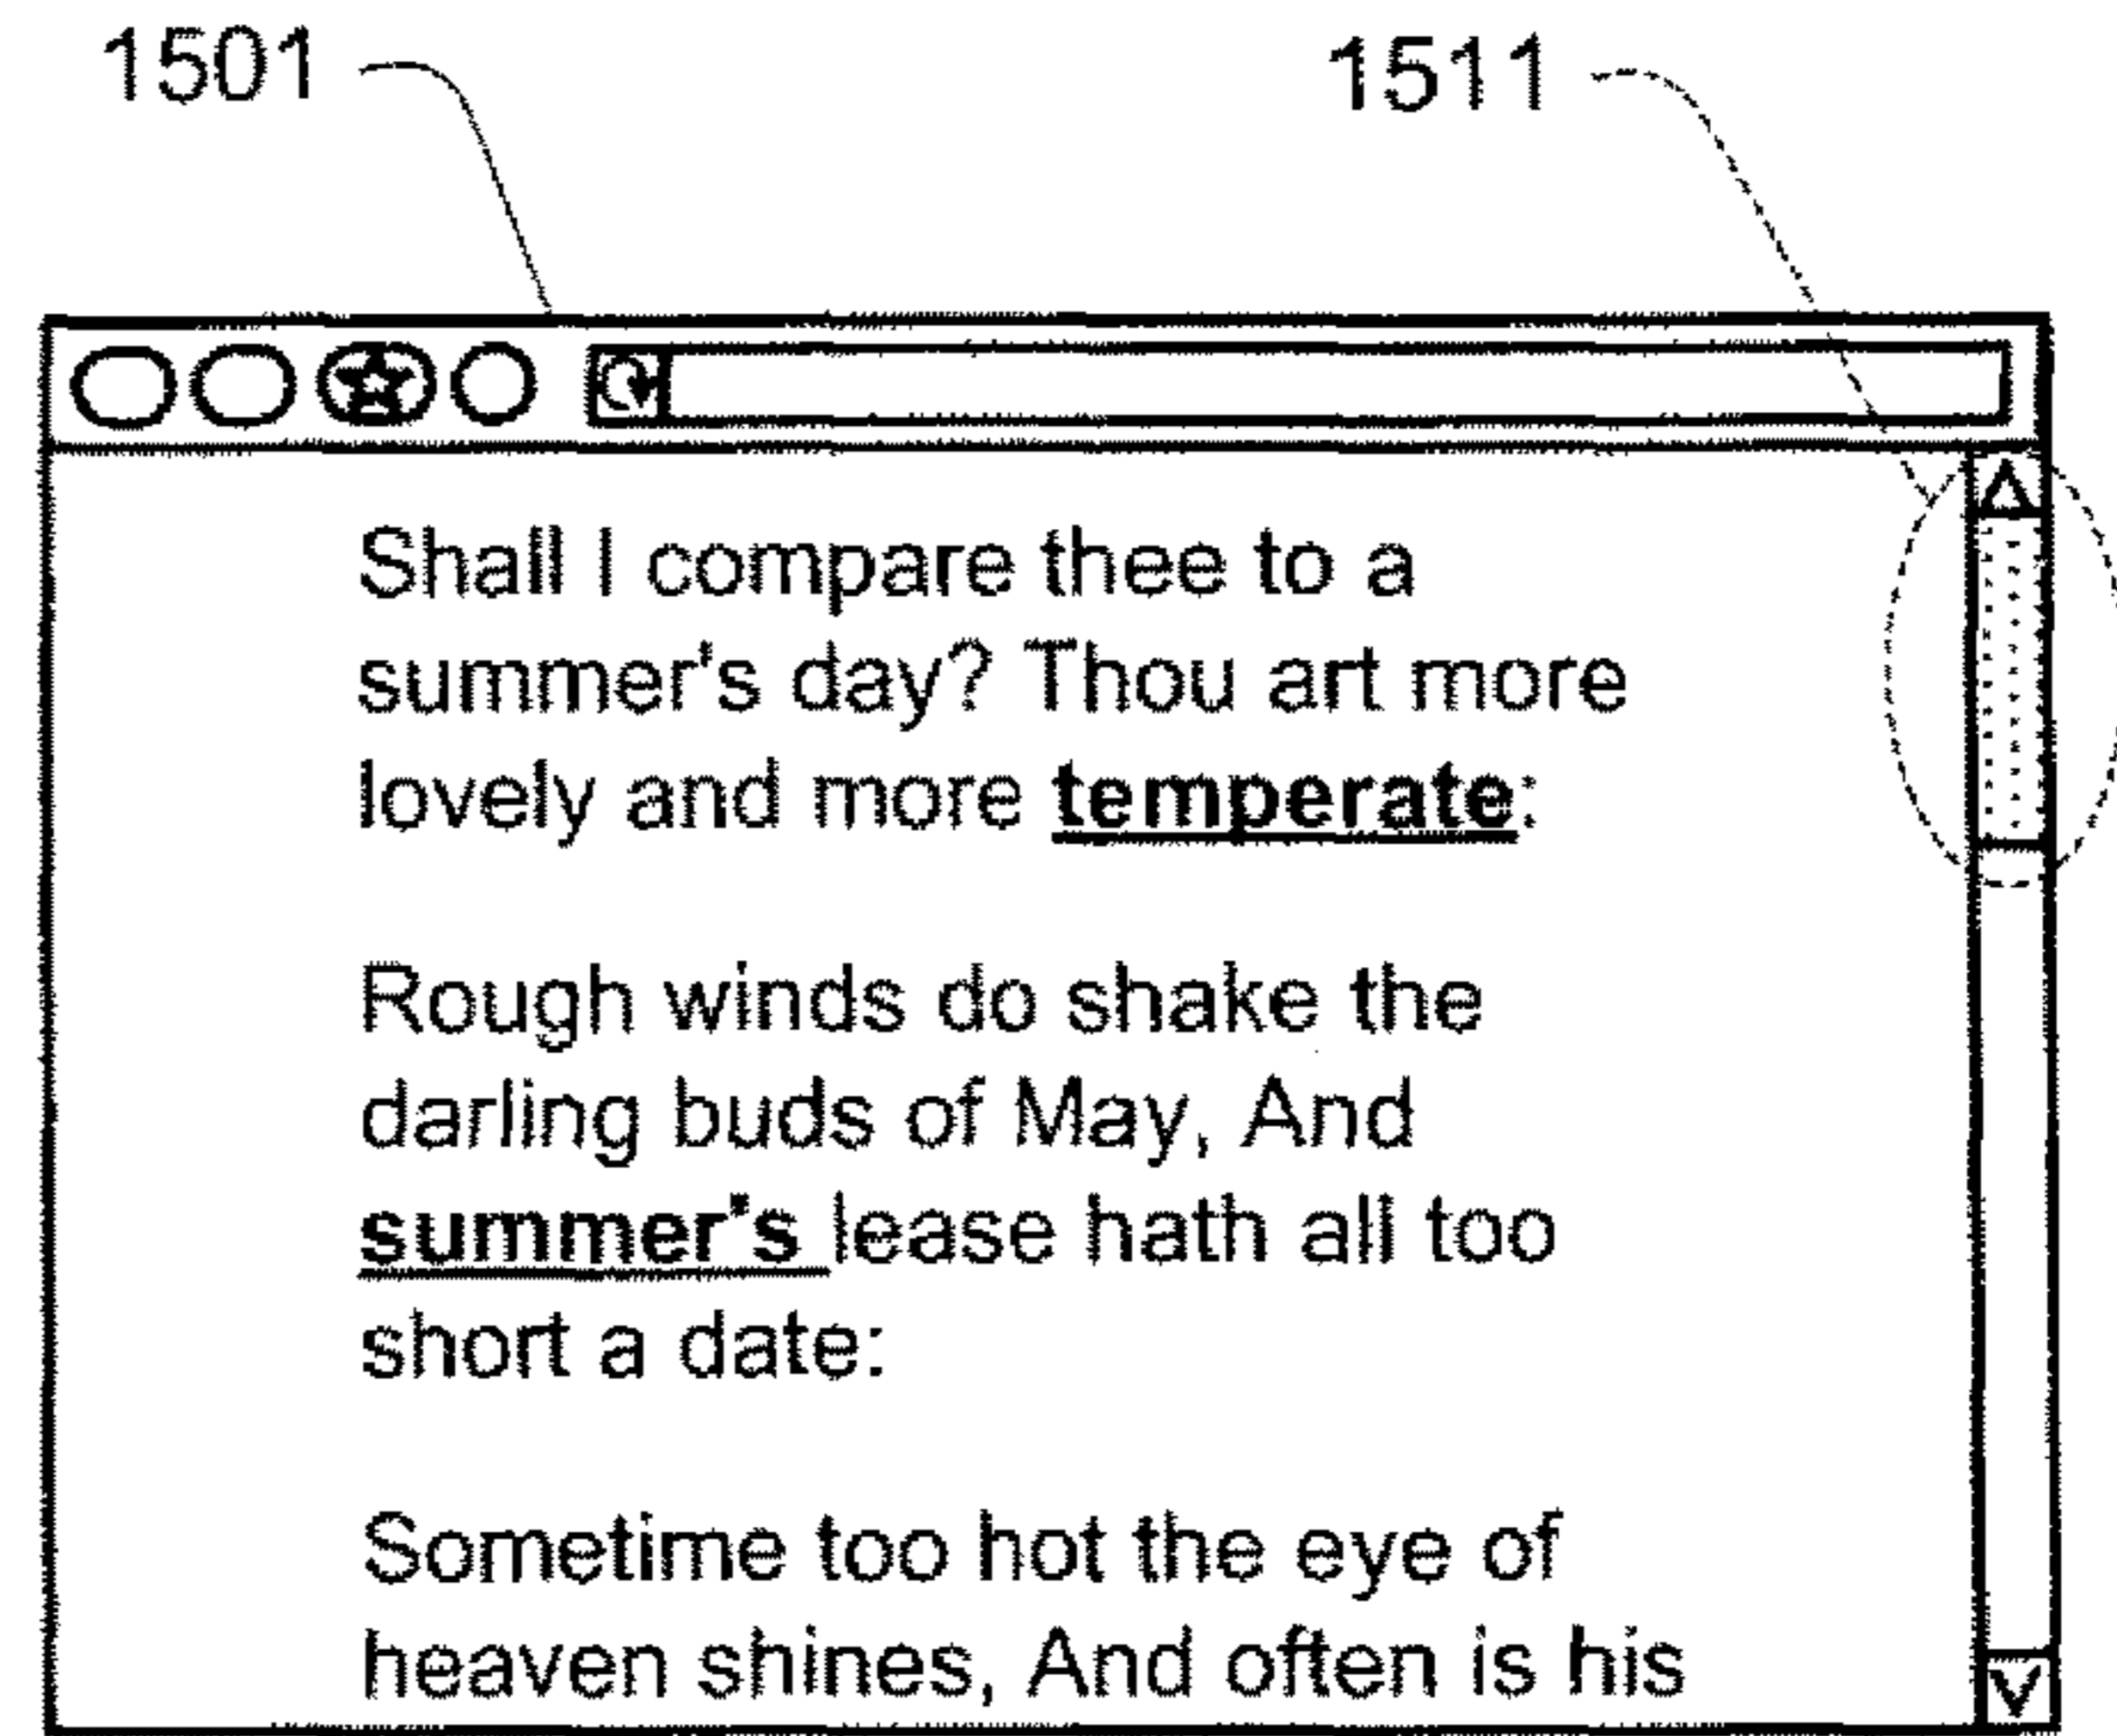 1501 1511
Shall I compare thee to a
summer's day? Thou art more
lovely and more temperate:
Rough winds do shake the
darling buds of May, And
summer's lease hath all too
short a date:
Sometime too hot the eye of
heaven shines, And often is his